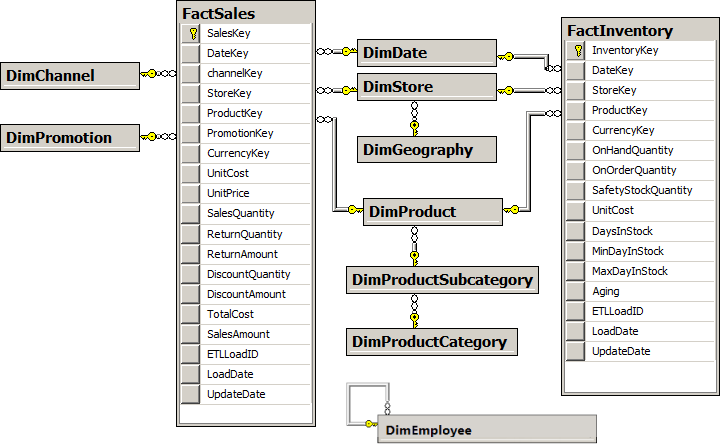 FactSales
SalesKey
DateKey
channelKey
StoreKey
ProductKey
PromotionKey
CurrencyKey
UnitCost
UnitPrice
SalesQuantity
ReturnQuantity
ReturnAmount
DiscountQuantity
DiscountAmount
TotalCost
SalesAmount
ETLLoadID
LoadDate
UpdateDate
DimChannel
DimPromotion
DimDate
DimStore
DimGeography
DimProduct
DimProductSubcategory
DimProductCategory
DimEmployee
FactInventory
InventoryKey
DateKey
StoreKey
ProductKey
CurrencyKey
OnHandQuantity
OnOrderQuantity
SafetyStockQuantity
UnitCost
DaysInStock
MinDayInStock
MaxDayInStock
Aging
ETLLoadID
LoadDate
UpdateDate